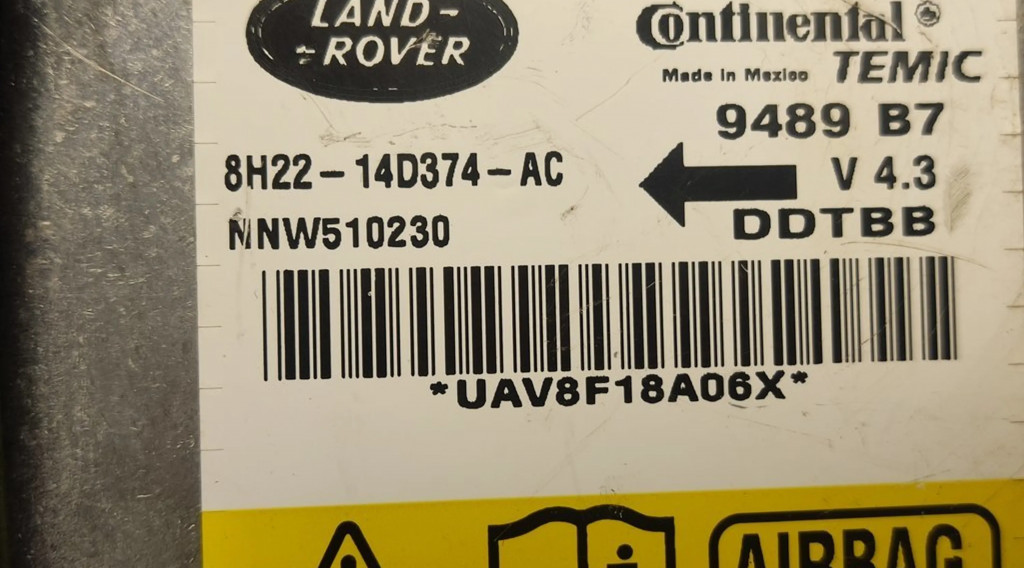 LAND-
-ROVER
Continental
TEMIC
Made in Mexico
9489 B7
8H22-14D374-AC
V 4.3
NNW510230
DDTBB
*UAV8F18A06X*
AIRBAG